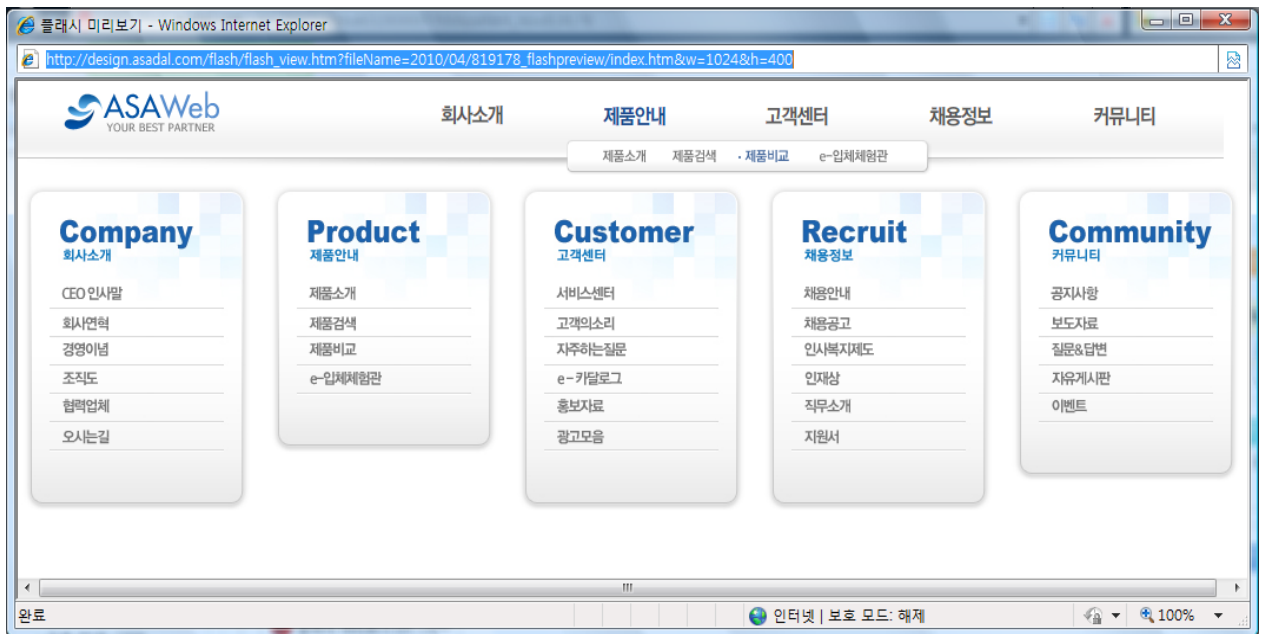 플래시 미리보기 - Windows Internet Explorer
http://design.asadal.com/flash/flash_view.htm?fileName=2010/04/819178_flashpreview/index.htm&w=1024&h=400
ASAWeb
YOUR BEST PARTNER
회사소개 제품안내 고객센터 채용정보 커뮤니티
제품소개 제품검색 · 제품비교 e-입체체험관
Company
회사소개
CEO 인사말
회사연혁
경영이념
조직도
협력업체
오시는길
Product
제품안내
제품소개
제품검색
제품비교
e-입체체험관
Customer
고객센터
서비스센터
고객의소리
자주하는질문
e-카달로그
홍보자료
광고모음
Recruit
채용정보
채용안내
채용공고
인사복지제도
인재상
직무소개
지원서
Community
커뮤니티
공지사항
보도자료
질문&답변
자유게시판
이벤트
완료 인터넷 | 보호 모드: 해제 100%